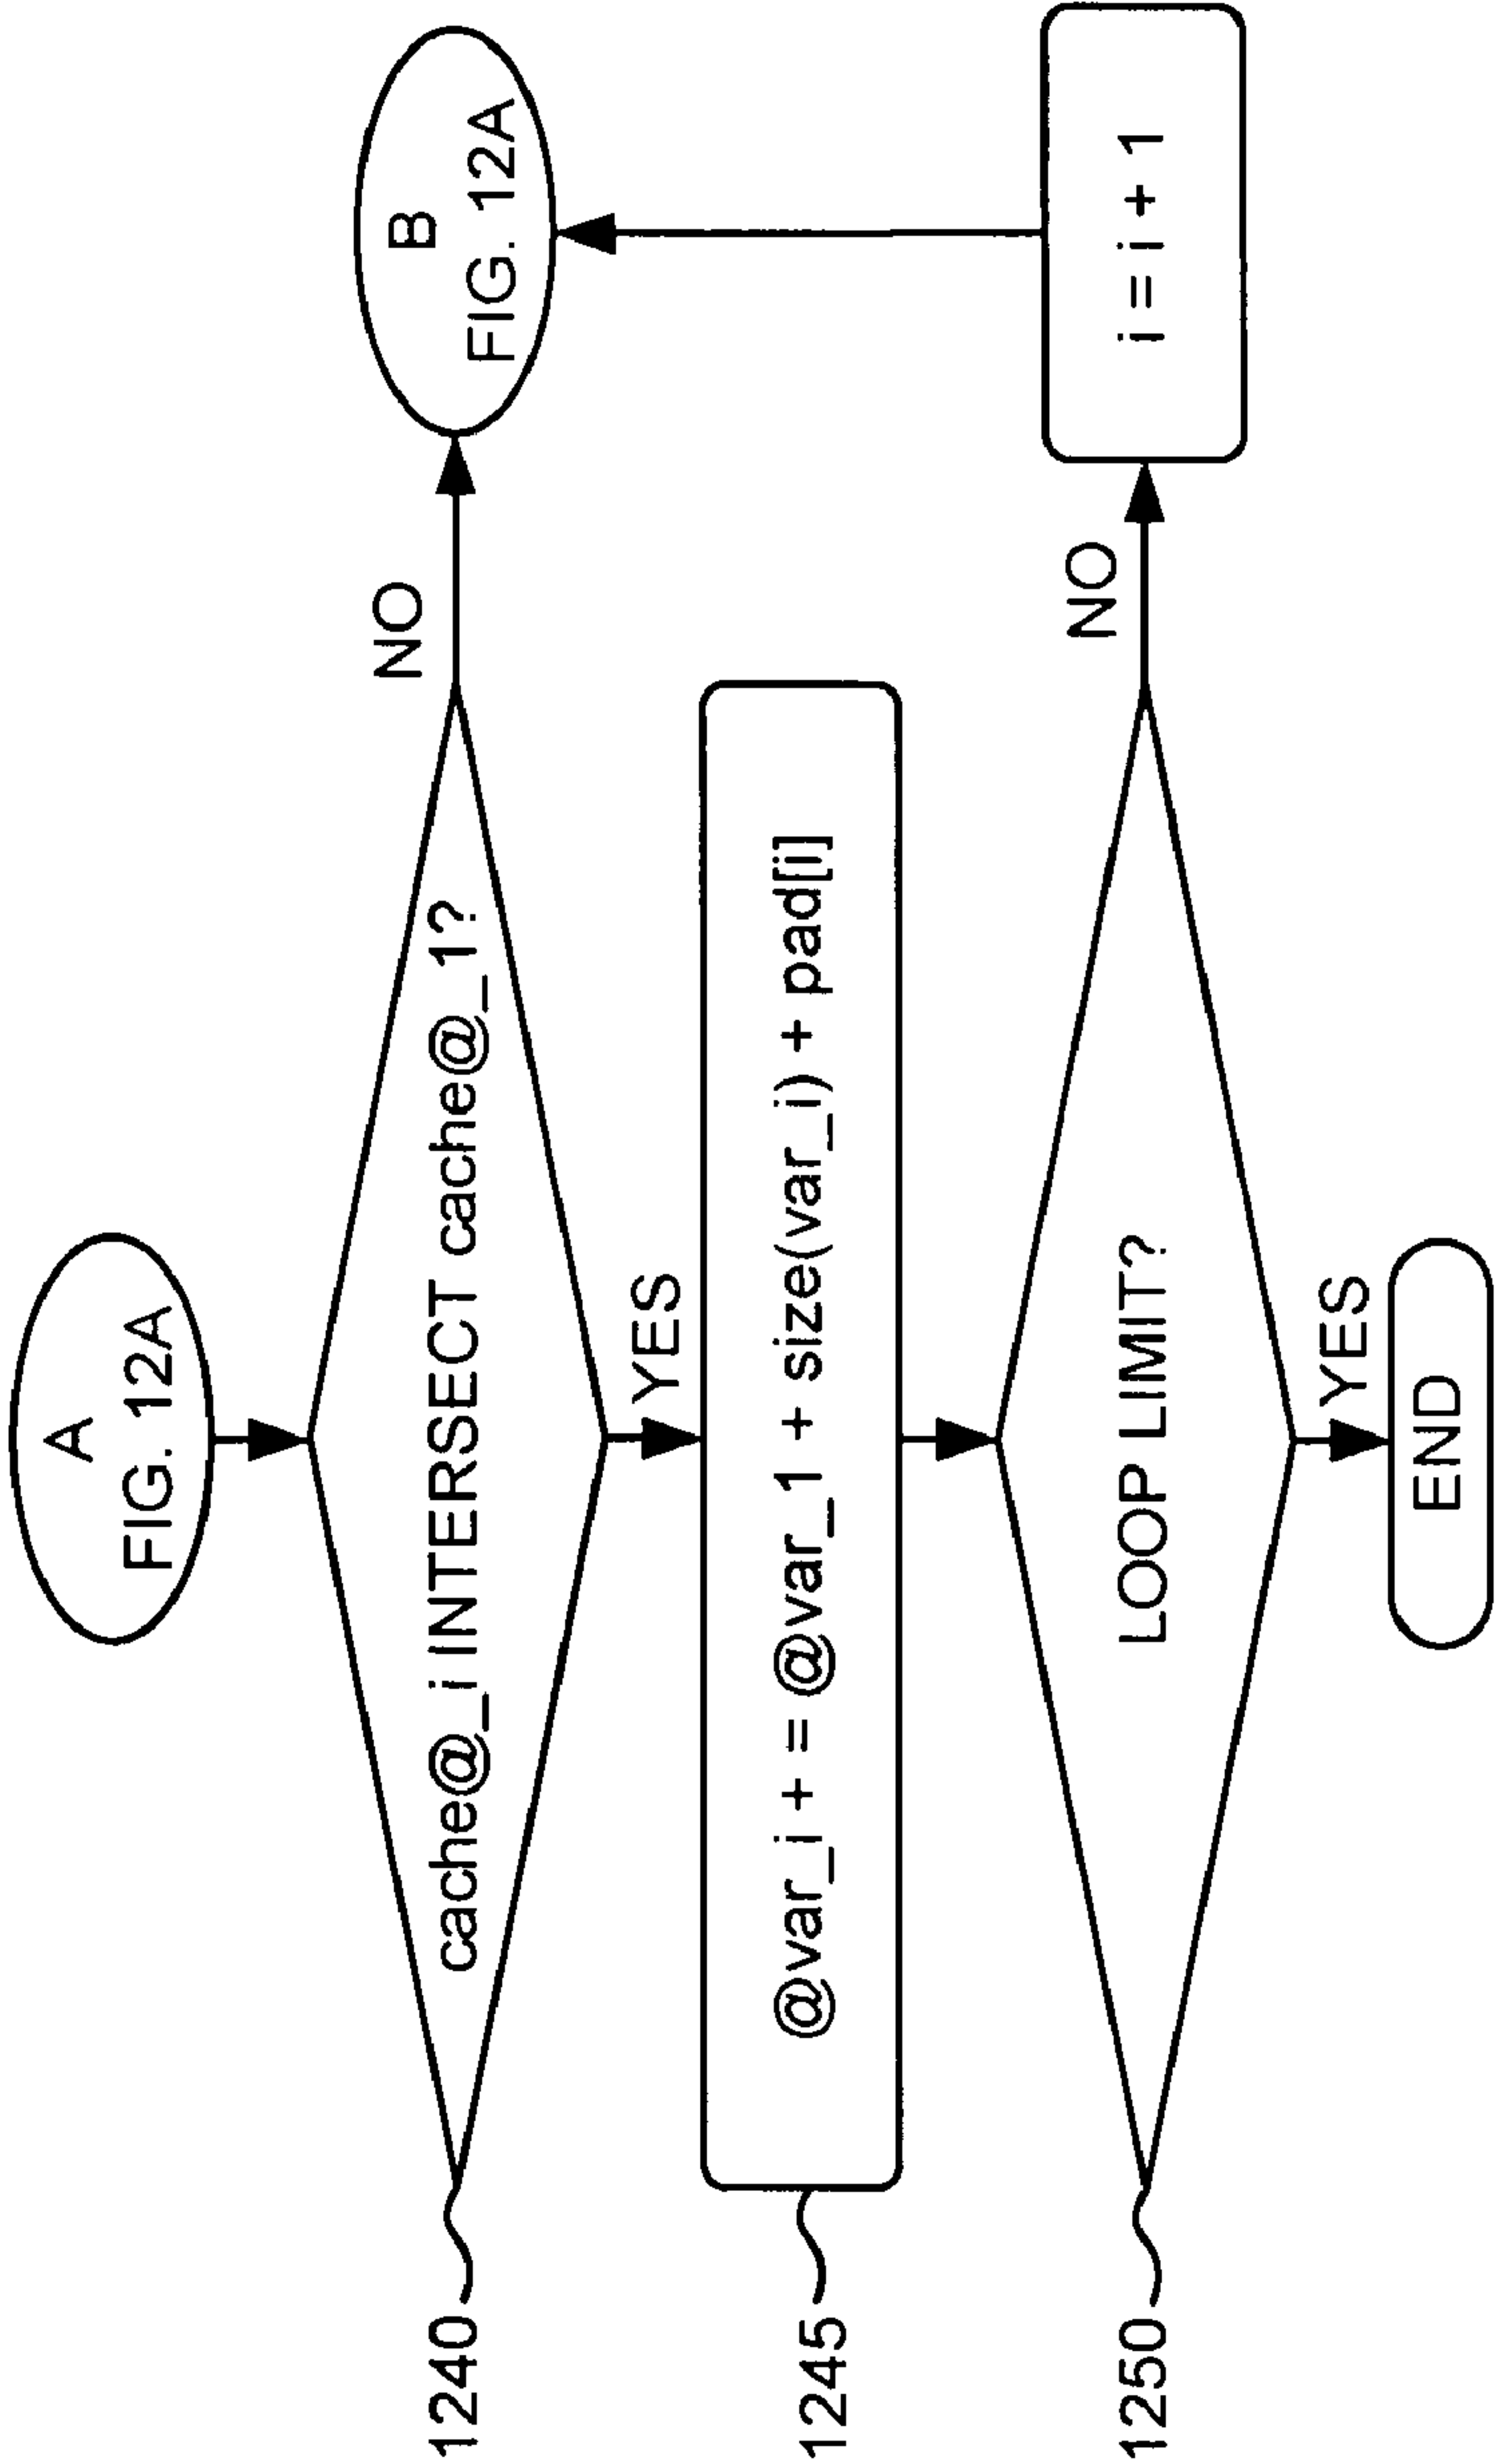 A
FIG. 12A
1240
cache@_i INTERSECT cache@_1?
NO
B
FIG. 12A
YES
1245
@var_i + = @var_1 + size(var_i) + pad[i]
1250
LOOP LIMIT?
NO
i = i + 1
YES
END